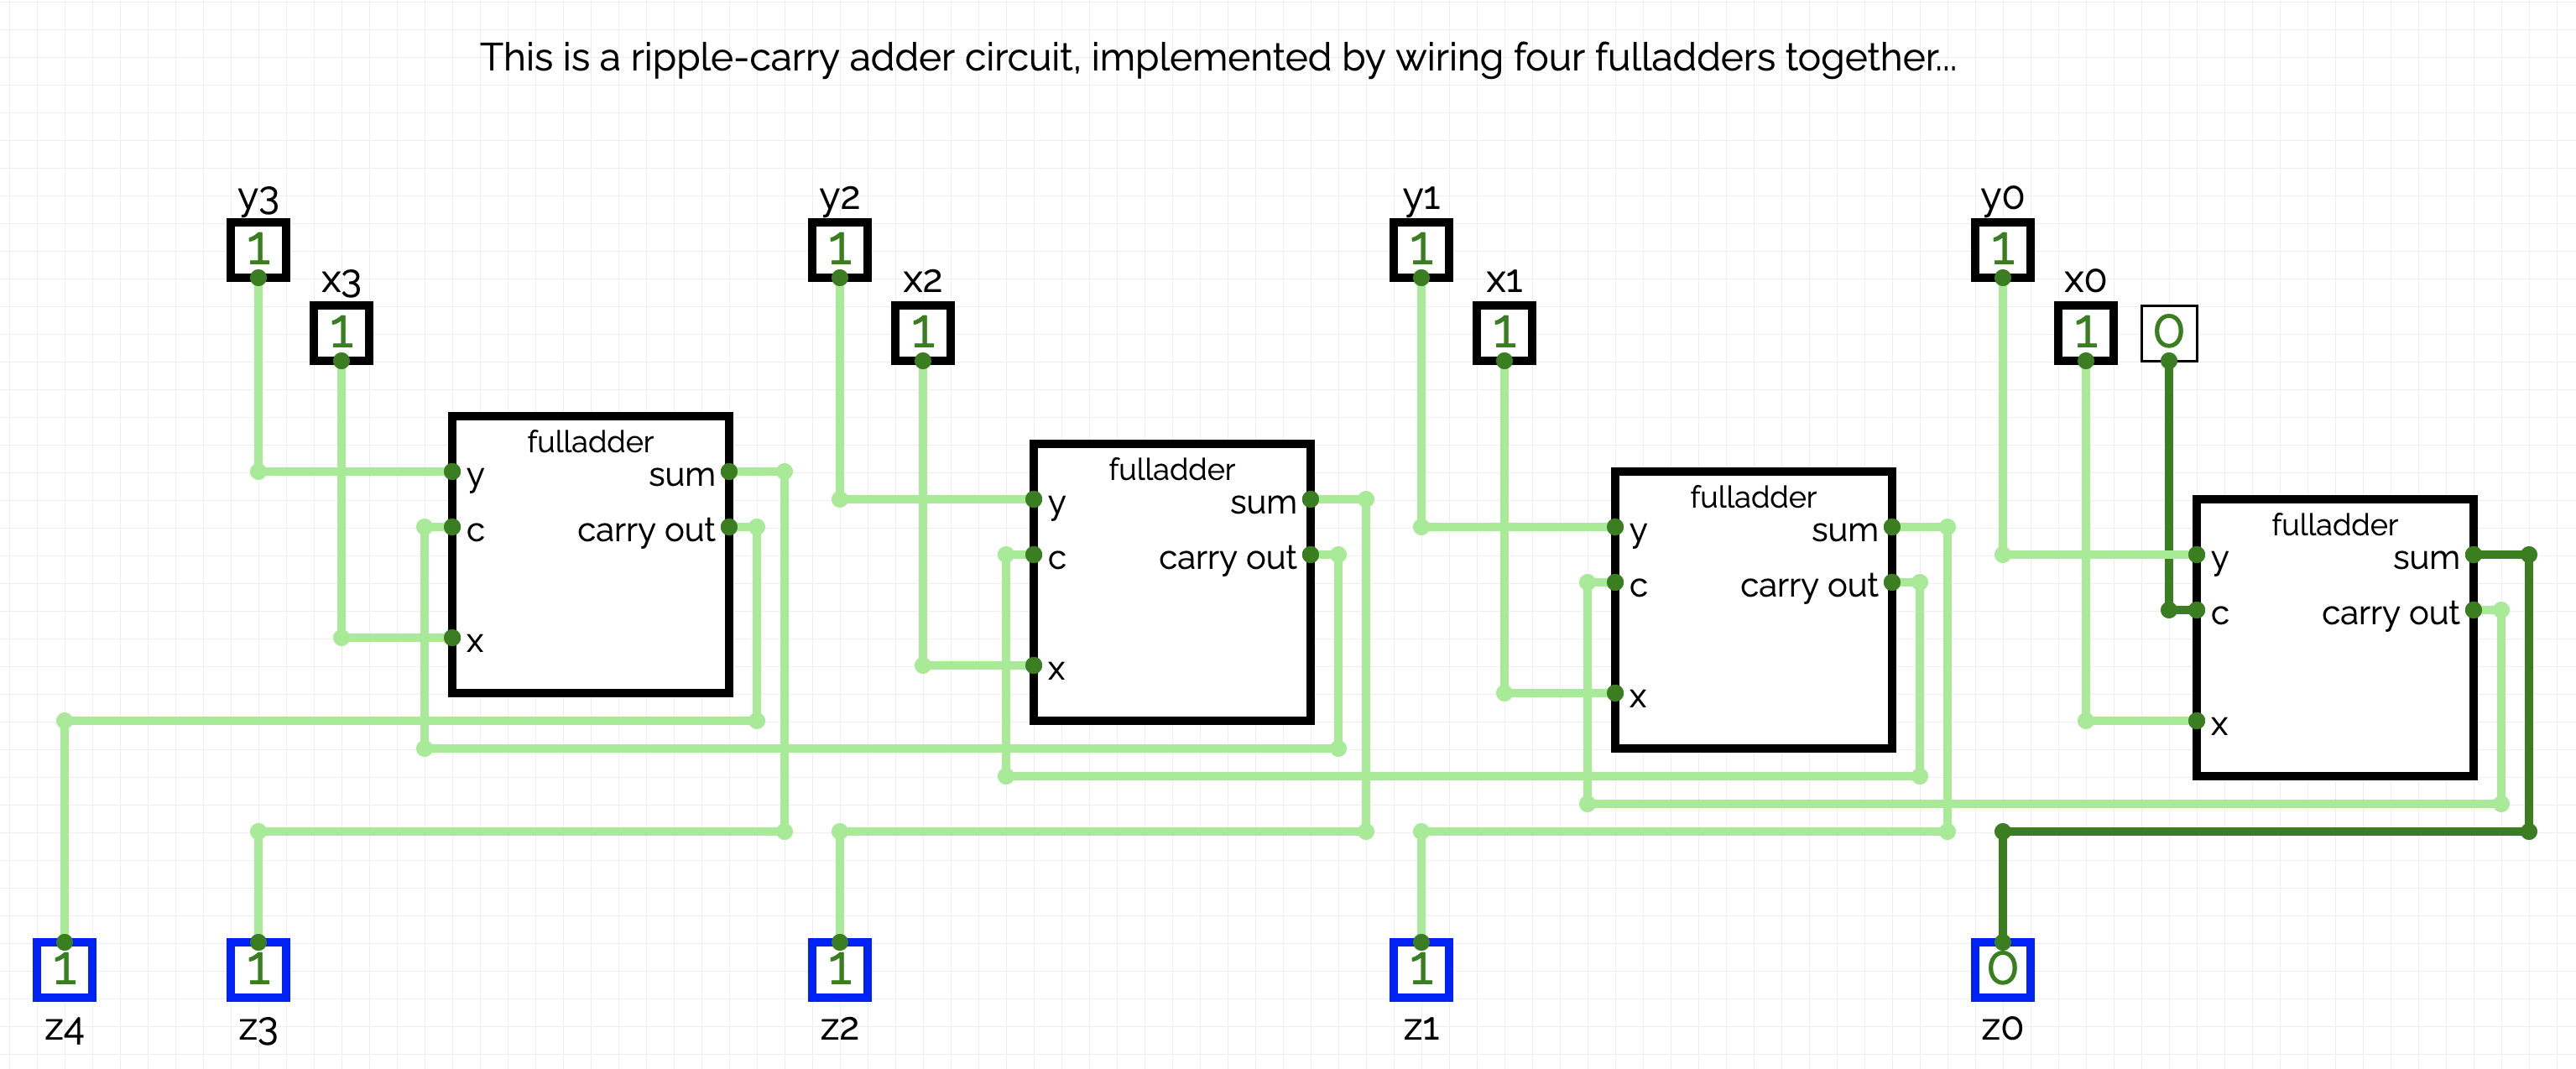 This is a ripple-carry adder circuit, implemented by wiring four fulladders together...
y3
1
x3
1
y2
1
x2
1
y1
1
x1
1
y0
1
x0
1
0
fulladder
y
sum
c
carry out
x
fulladder
y
sum
c
carry out
x
fulladder
y
sum
c
carry out
x
fulladder
y
sum
c
carry out
x
1
z4
1
z3
1
z2
1
z1
0
z0